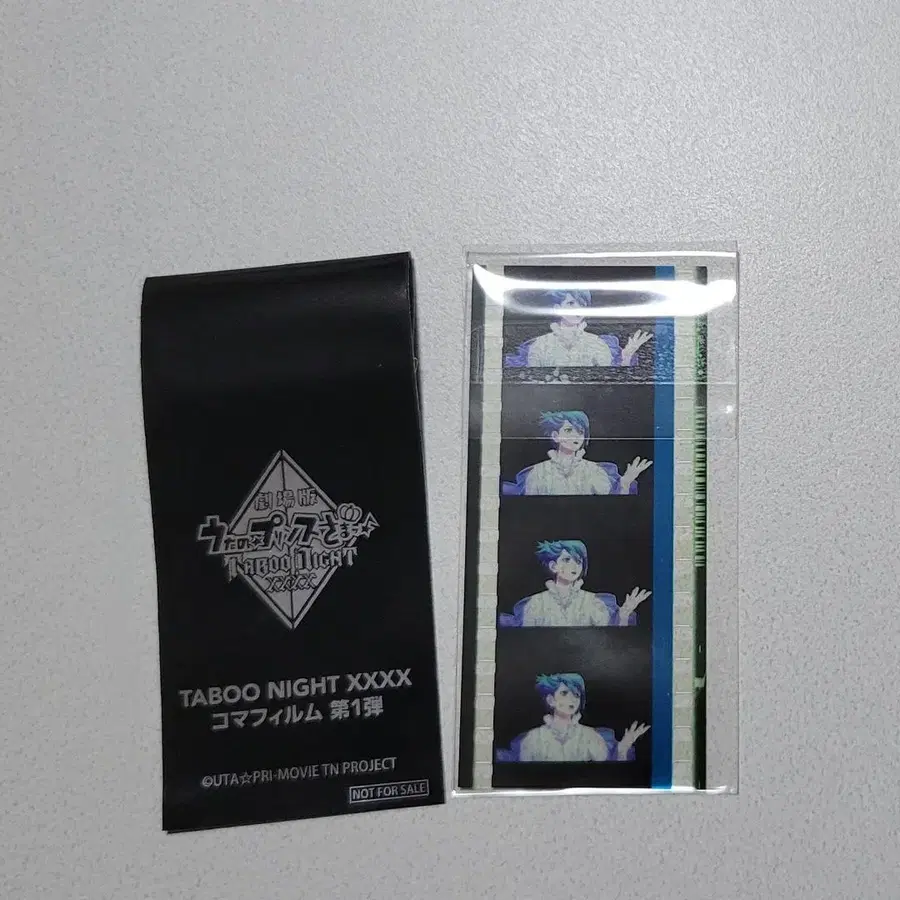 劇場版
うたの☆プリンスさまっ♪
TABOO NIGHT
XXXX
TABOO NIGHT XXXX
コマフィルム 第1弾
©UTA☆PRI-MOVIE TN PROJECT
NOT FOR SALE